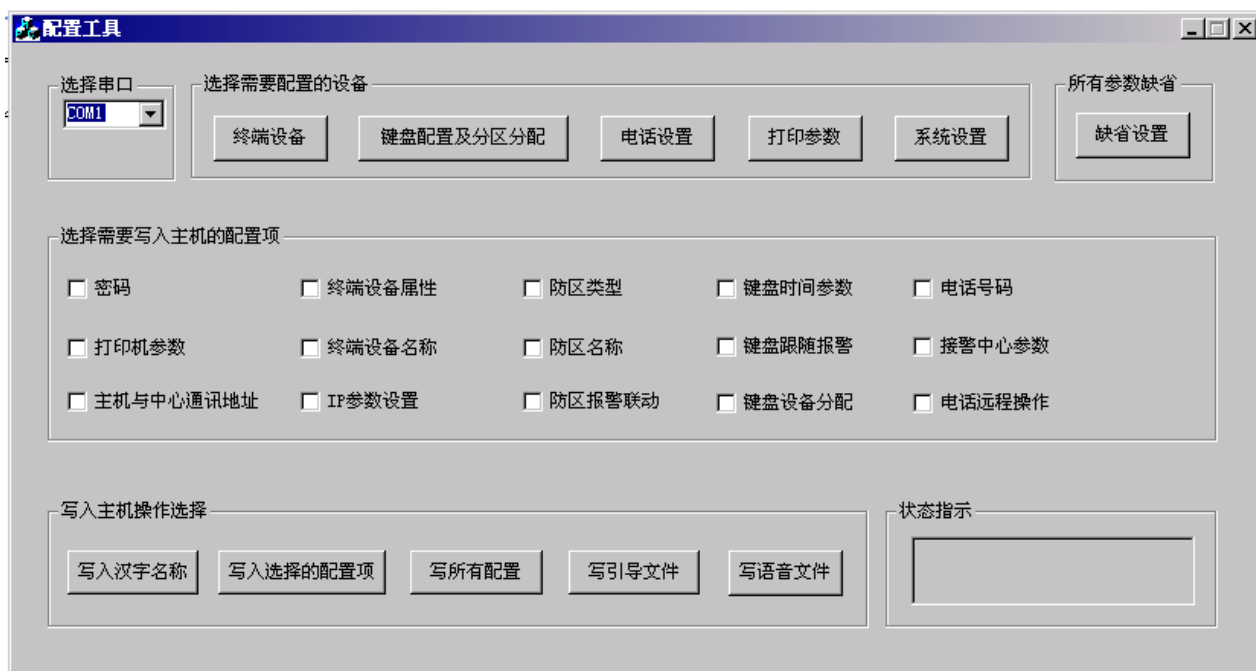 配置工具
选择串口
COM1
选择需要配置的设备
终端设备
键盘配置及分区分配
电话设置
打印参数
系统设置
所有参数缺省
缺省设置
选择需要写入主机的配置项
密码
终端设备属性
防区类型
键盘时间参数
电话号码
打印机参数
终端设备名称
防区名称
键盘跟随报警
接警中心参数
主机与中心通讯地址
IP参数设置
防区报警联动
键盘设备分配
电话远程操作
写入主机操作选择
写入汉字名称
写入选择的配置项
写所有配置
写引导文件
写语音文件
状态指示